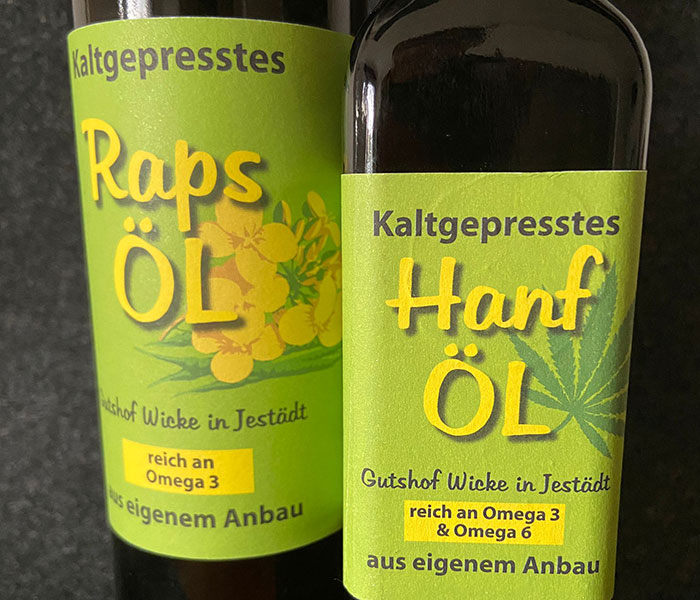 Kaltgepresstes
Raps
ÖL
Gutshof Wicke in Jestädt
reich an
Omega 3
aus eigenem Anbau
Kaltgepresstes
Hanf
ÖL
Gutshof Wicke in Jestädt
reich an Omega 3
& Omega 6
aus eigenem Anbau